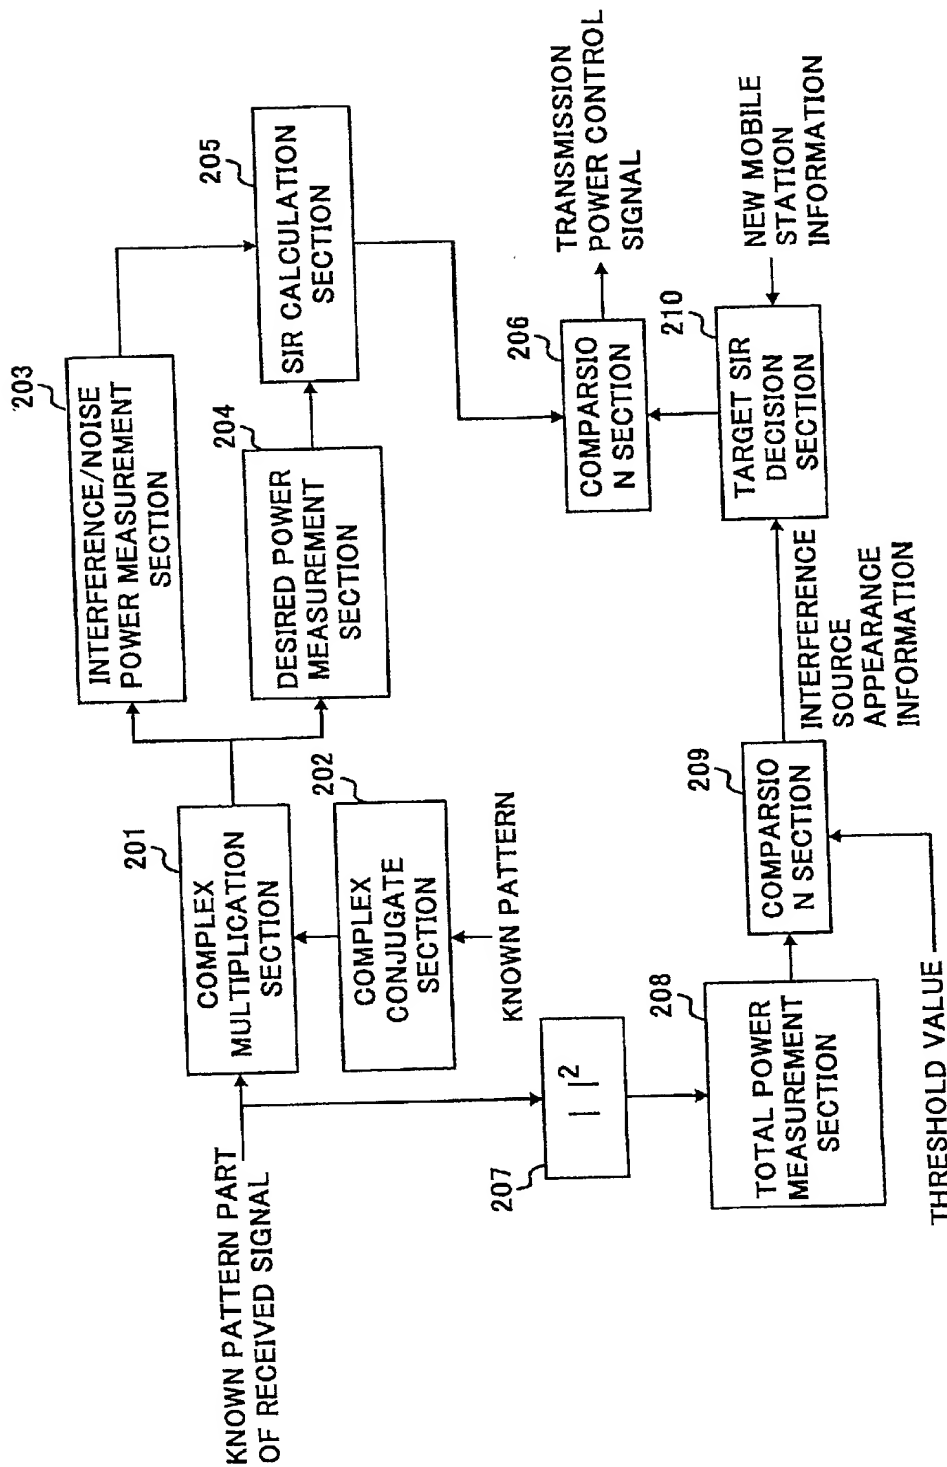 203
INTERFERENCE/NOISE
POWER MEASUREMENT
SECTION
205
SIR CALCULATION
SECTION
204
DESIRED POWER
MEASUREMENT
SECTION
201
COMPLEX
MULTIPLICATION
SECTION
202
COMPLEX
CONJUGATE
SECTION
KNOWN PATTERN
KNOWN PATTERN PART
OF RECEIVED SIGNAL
207
| |2
208
TOTAL POWER
MEASUREMENT
SECTION
THRESHOLD VALUE
209
COMPARSIO
N SECTION
INTERFERENCE
SOURCE
APPEARANCE
INFORMATION
206
COMPARSIO
N SECTION
TRANSMISSION
POWER CONTROL
SIGNAL
210
TARGET SIR
DECISION
SECTION
NEW MOBILE
STATION
INFORMATION